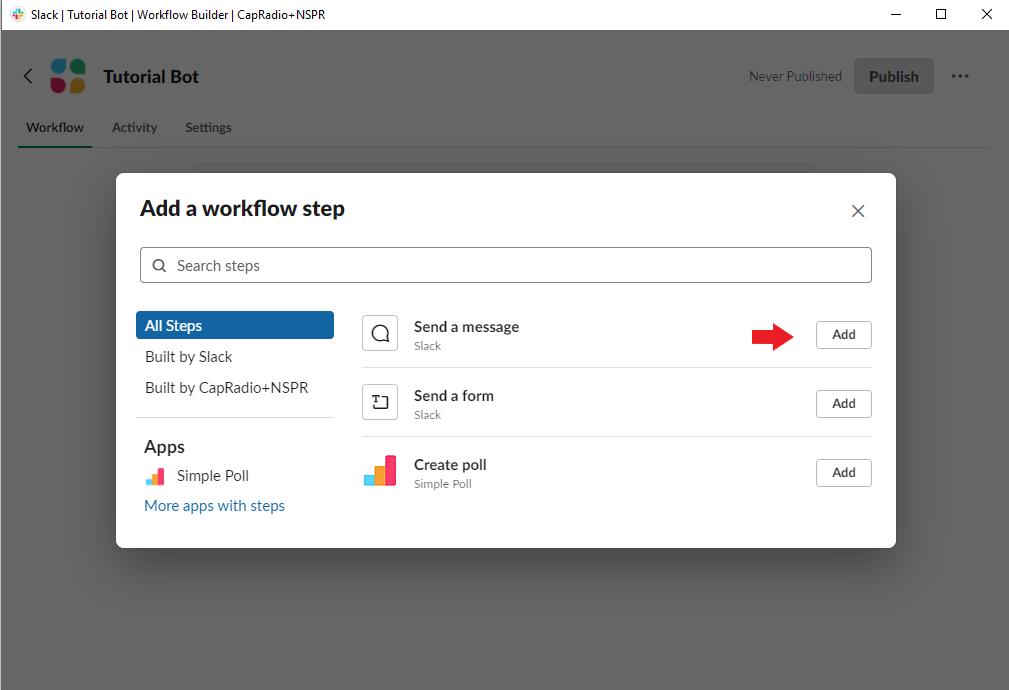 Slack | Tutorial Bot | Workflow Builder | CapRadio+NSPR
Tutorial Bot
Never Published
Publish
Workflow
Activity
Settings
Add a workflow step
Search steps
All Steps
Built by Slack
Built by CapRadio+NSPR
Apps
Simple Poll
More apps with steps
Send a message
Slack
Add
Send a form
Slack
Add
Create poll
Simple Poll
Add